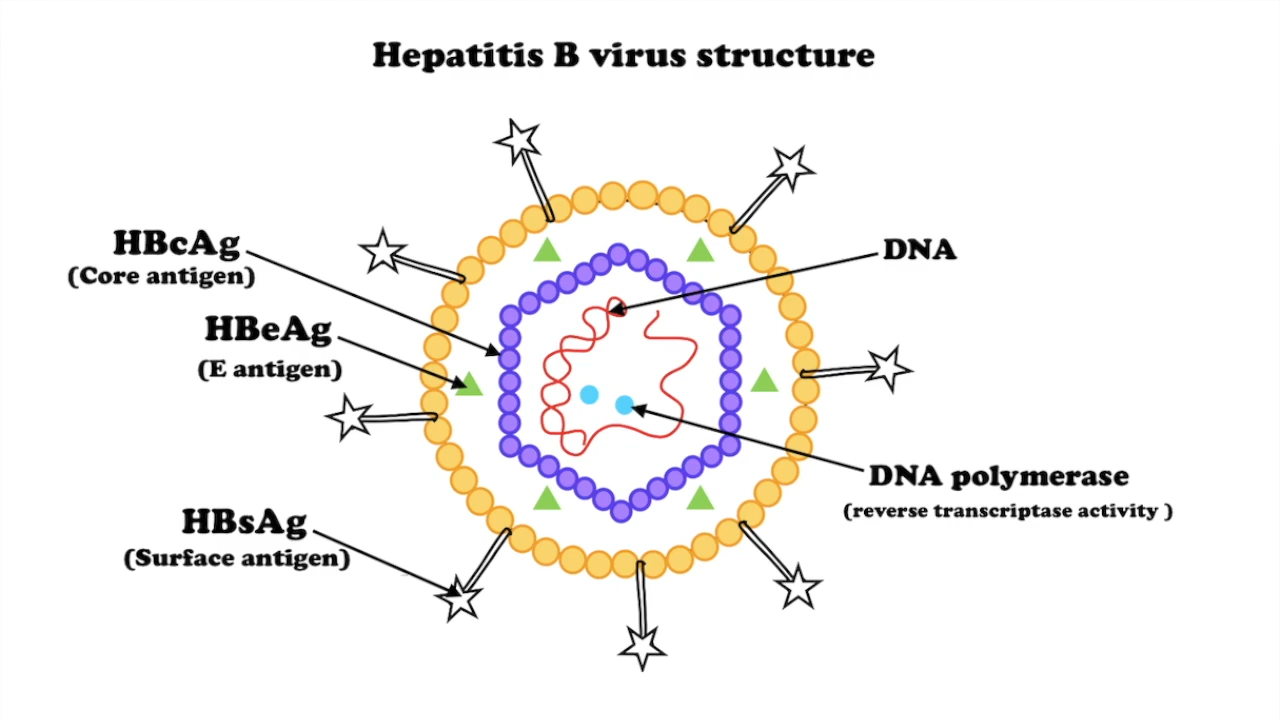 Hepatitis B virus structure
HBcAg
(Core antigen)
HBeAg
(E antigen)
HBsAg
(Surface antigen)
DNA
DNA polymerase
(reverse transcriptase activity )